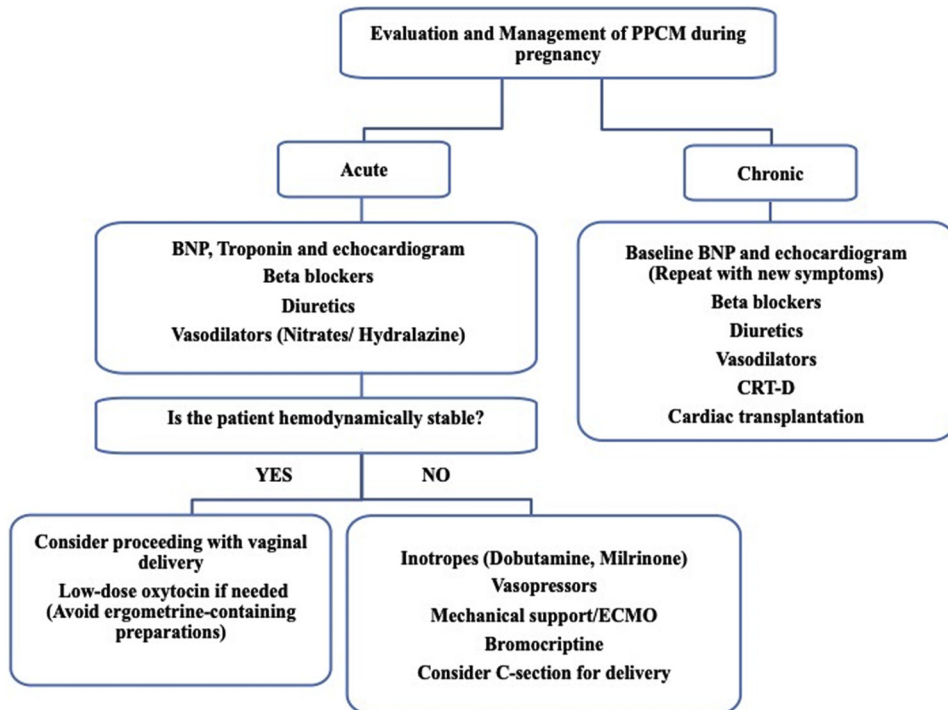 Evaluation and Management of PPCM during
pregnancy
Acute
Chronic
BNP, Troponin and echocardiogram
Beta blockers
Diuretics
Vasodilators (Nitrates/ Hydralazine)
Baseline BNP and echocardiogram
(Repeat with new symptoms)
Beta blockers
Diuretics
Vasodilators
CRT-D
Cardiac transplantation
Is the patient hemodynamically stable?
YES
NO
Consider proceeding with vaginal
delivery
Low-dose oxytocin if needed
(Avoid ergometrine-containing
preparations)
Inotropes (Dobutamine, Milrinone)
Vasopressors
Mechanical support/ECMO
Bromocriptine
Consider C-section for delivery